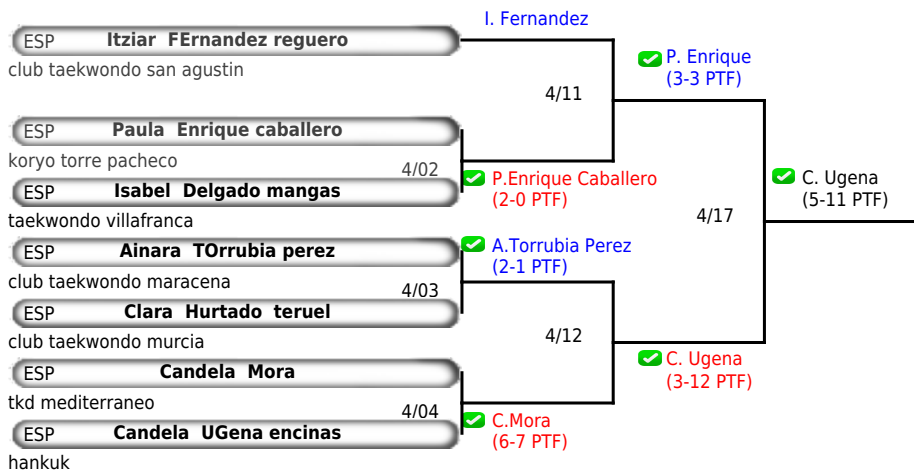 I. Fernandez
ESP Itziar FErnandez reguero
club taekwondo san agustin
P. Enrique
(3-3 PTF)
4/11
ESP Paula Enrique caballero
koryo torre pacheco
4/02
P.Enrique Caballero
(2-0 PTF)
ESP Isabel Delgado mangas
taekwondo villafranca
C. Ugena
(5-11 PTF)
4/17
ESP Ainara TOrrubia perez
club taekwondo maracena
A.Torrubia Perez
(2-1 PTF)
4/03
ESP Clara Hurtado teruel
club taekwondo murcia
4/12
C. Ugena
(3-12 PTF)
ESP Candela Mora
tkd mediterraneo
4/04
C.Mora
(6-7 PTF)
ESP Candela UGena encinas
hankuk